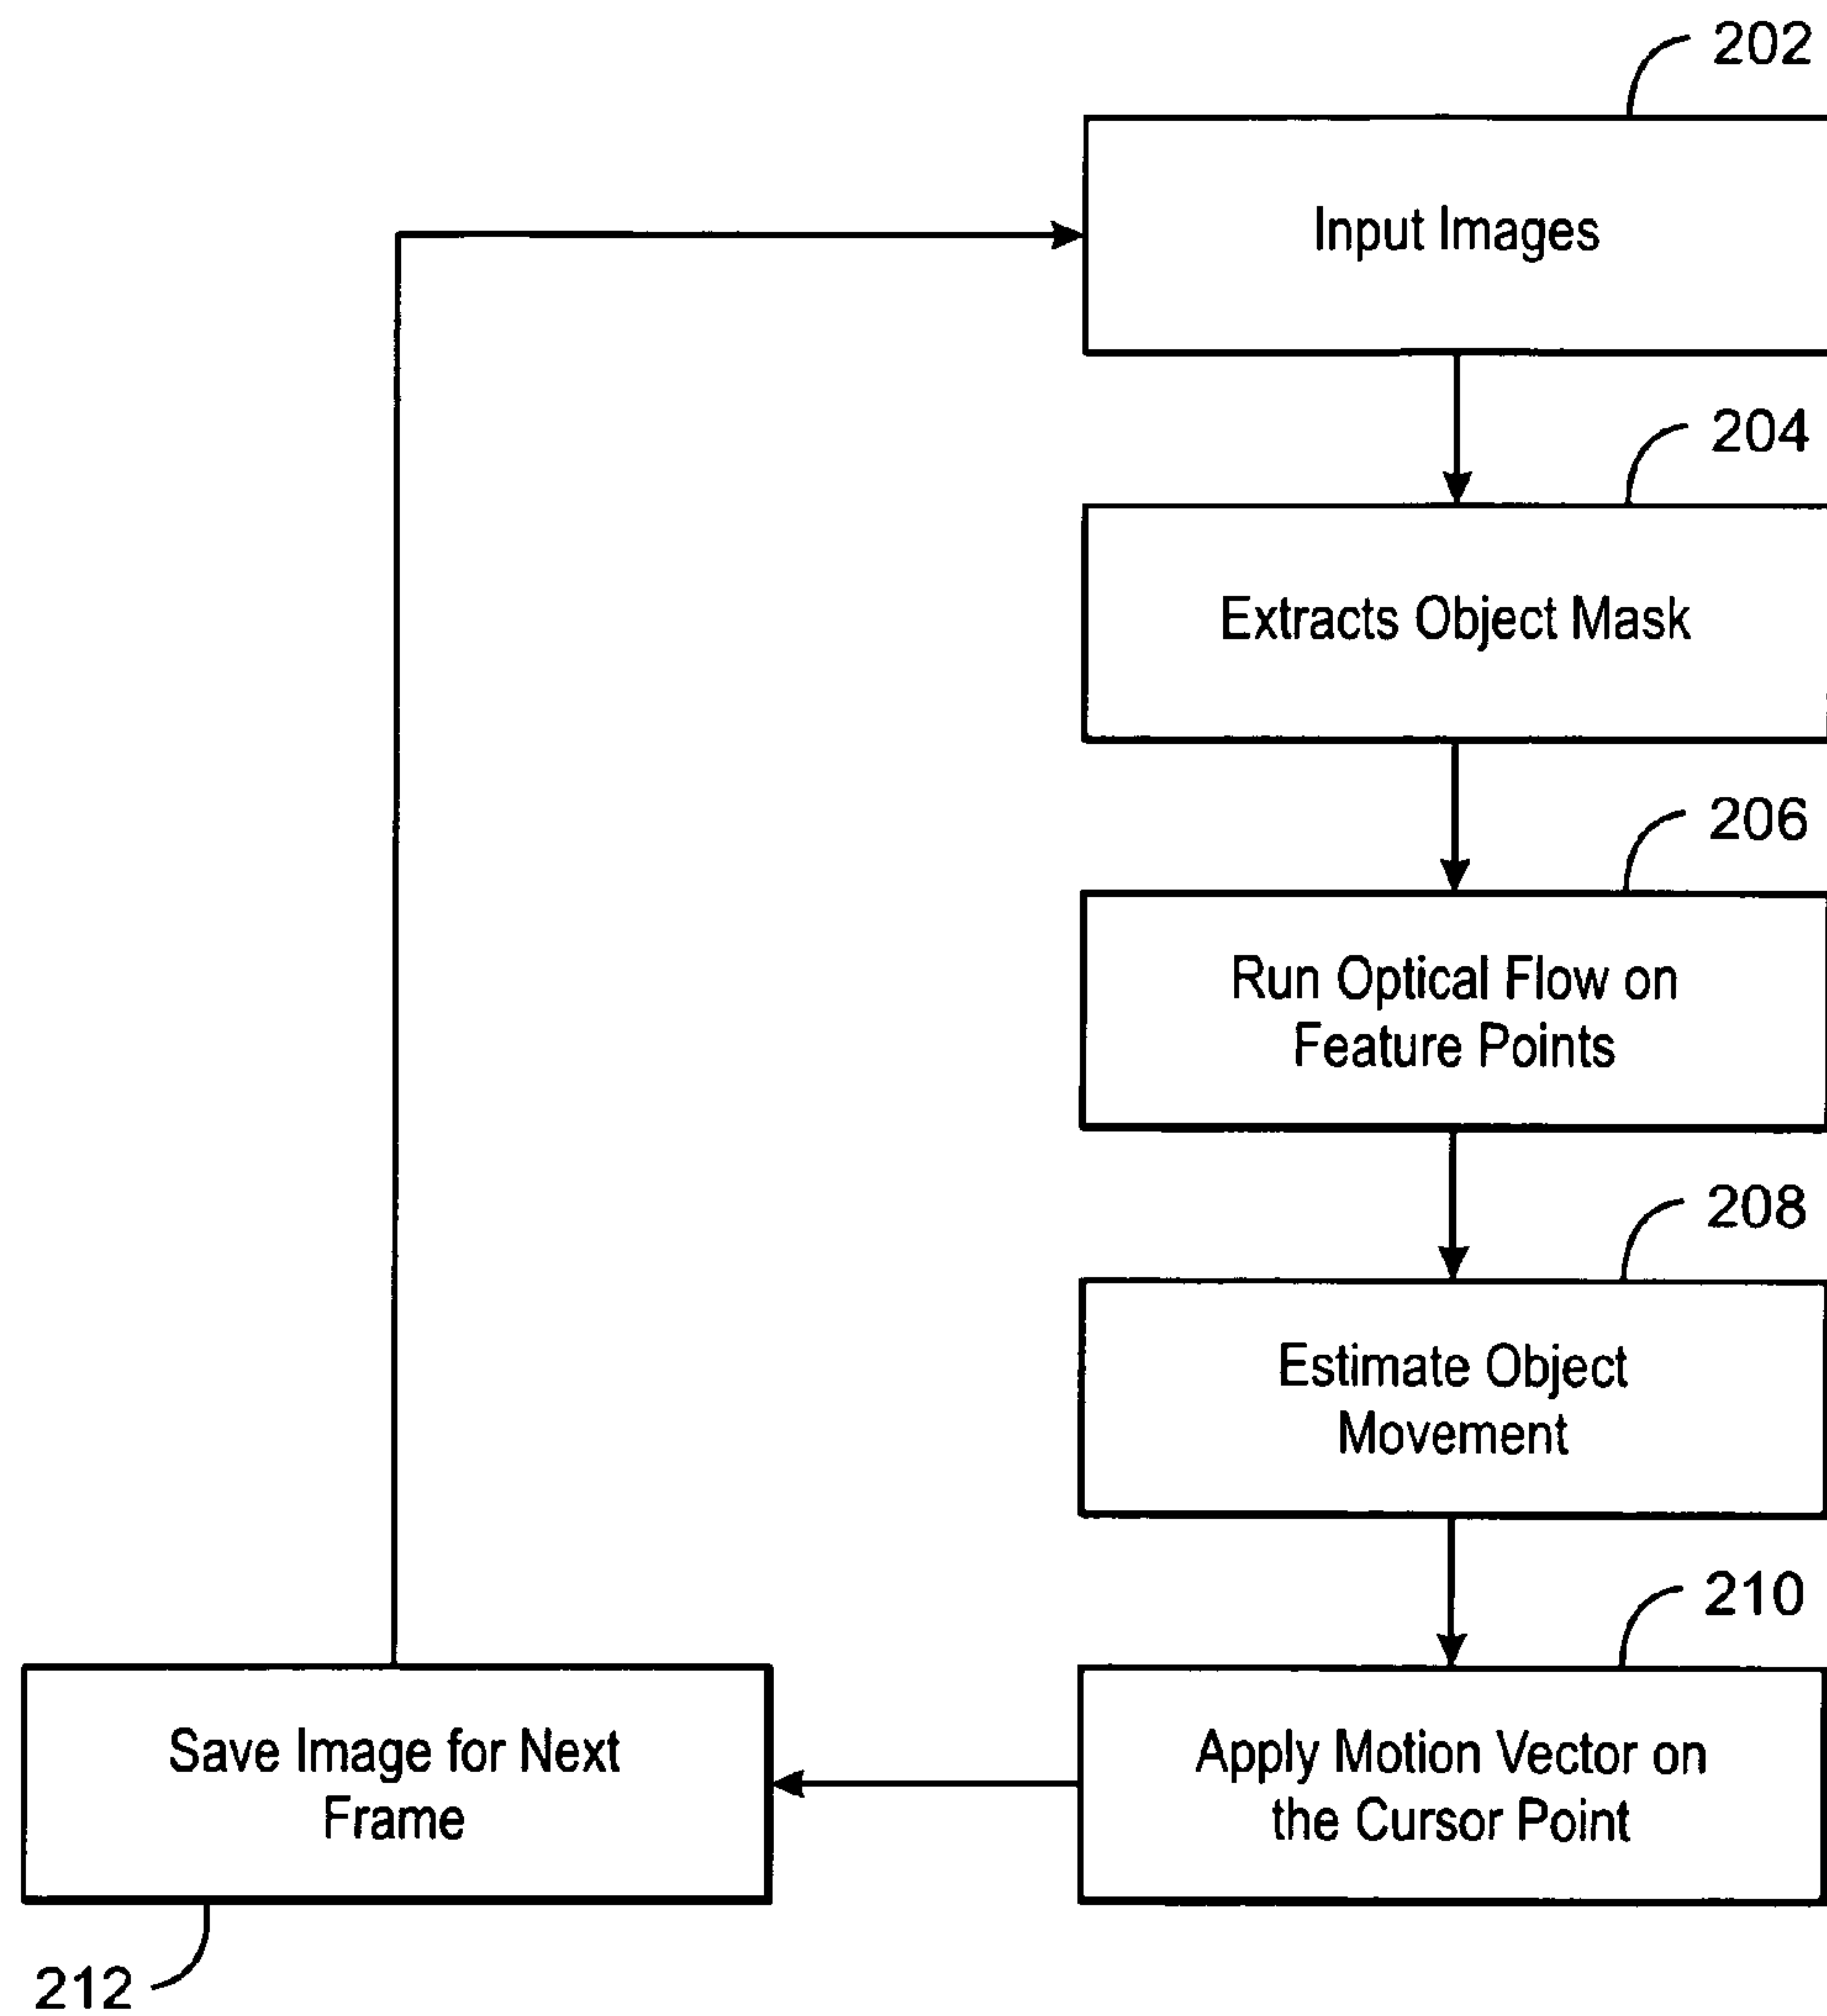 202
Input Images
204
Extracts Object Mask
206
Run Optical Flow on
Feature Points
208
Estimate Object
Movement
210
Apply Motion Vector on
the Cursor Point
Save Image for Next
Frame
212